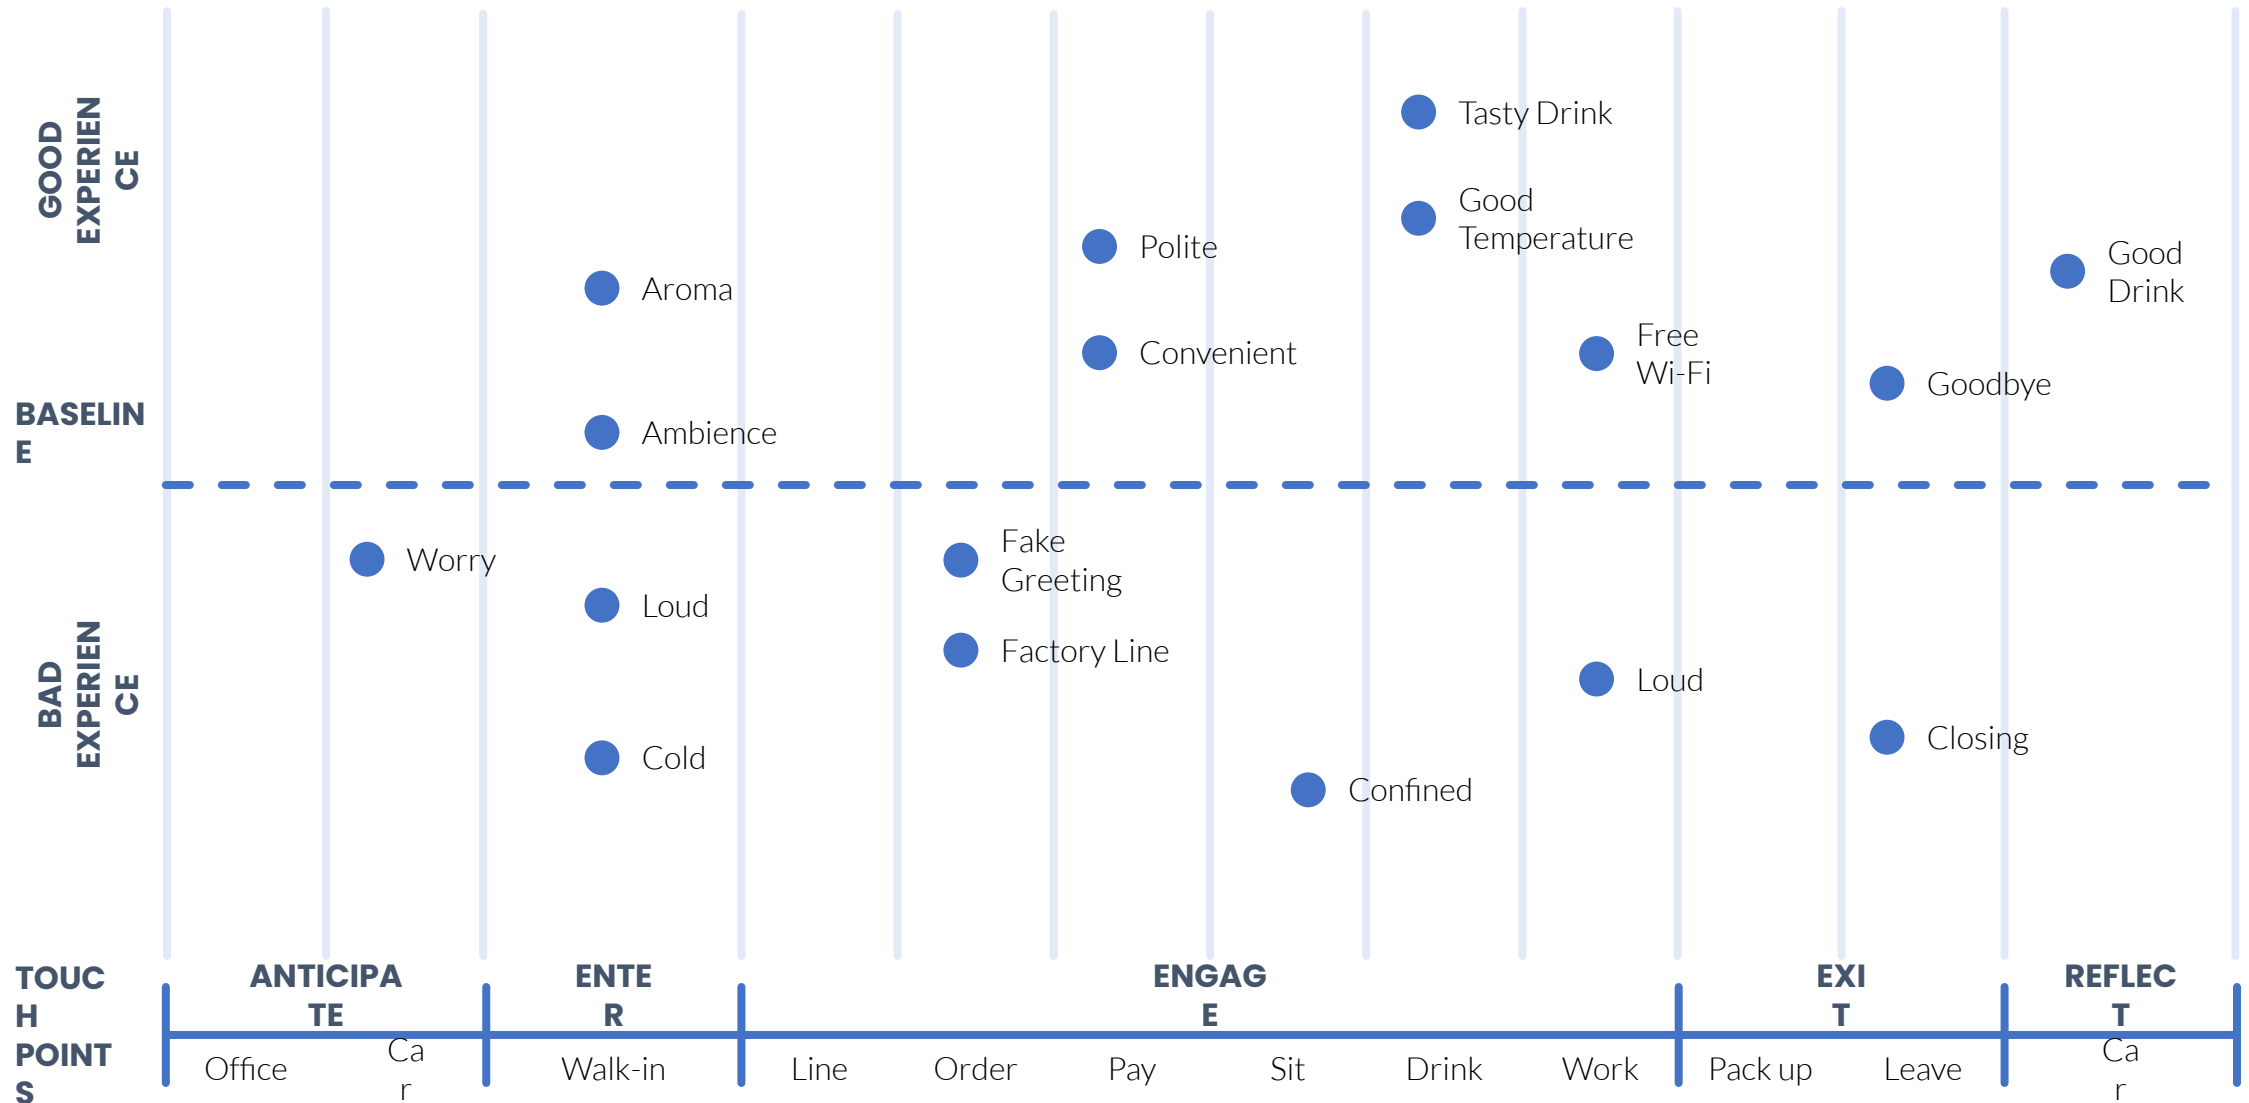 GOOD
EXPERIEN
CE
Tasty Drink
Good
Temperature
Polite
Good
Drink
Aroma
Free
Wi-Fi
Convenient
Goodbye
BASELIN
E
Ambience
Worry
Fake
Greeting
Loud
Factory Line
BAD
EXPERIEN
CE
Loud
Closing
Cold
Confined
TOUC
H
POINT
S
ANTICIPA
TE
ENTE
R
ENGAG
E
EXI
T
REFLEC
T
Office
Ca
r
Walk-in
Line
Order
Pay
Sit
Drink
Work
Pack up
Leave
Ca
r